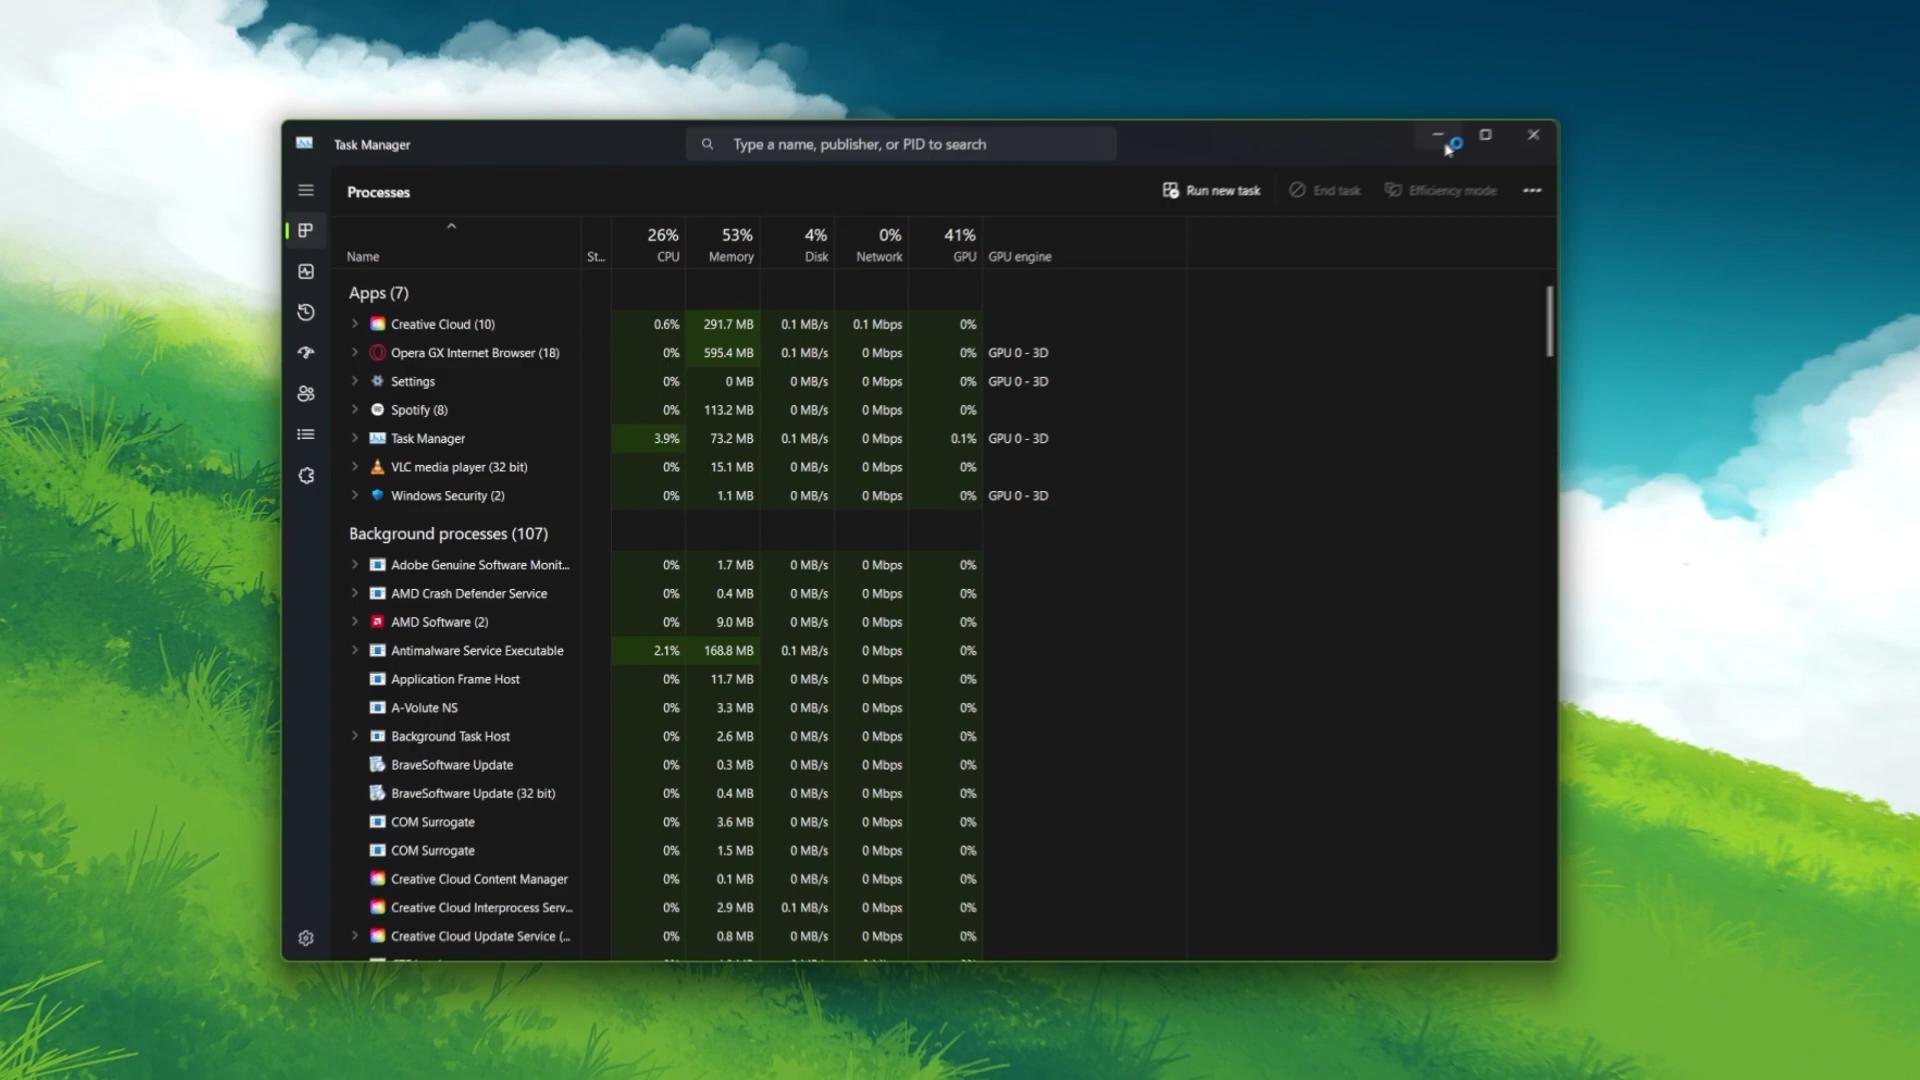 Task Manager
Type a name, publisher, or PID to search
Processes
Run new task
End task
Efficiency mode
26% 53% 4% 0% 41%
Name St... CPU Memory Disk Network GPU GPU engine
Apps (7)
Creative Cloud (10) 0.6% 291.7 MB 0.1 MB/s 0.1 Mbps 0%
Opera GX Internet Browser (18) 0% 595.4 MB 0.1 MB/s 0 Mbps 0% GPU 0 - 3D
Settings 0% 0 MB 0 MB/s 0 Mbps 0% GPU 0 - 3D
Spotify (8) 0% 113.2 MB 0 MB/s 0 Mbps 0%
Task Manager 3.9% 73.2 MB 0.1 MB/s 0 Mbps 0.1% GPU 0 - 3D
VLC media player (32 bit) 0% 15.1 MB 0 MB/s 0 Mbps 0%
Windows Security (2) 0% 1.1 MB 0 MB/s 0 Mbps 0% GPU 0 - 3D
Background processes (107)
Adobe Genuine Software Monit... 0% 1.7 MB 0 MB/s 0 Mbps 0%
AMD Crash Defender Service 0% 0.4 MB 0 MB/s 0 Mbps 0%
AMD Software (2) 0% 9.0 MB 0 MB/s 0 Mbps 0%
Antimalware Service Executable 2.1% 168.8 MB 0.1 MB/s 0 Mbps 0%
Application Frame Host 0% 11.7 MB 0 MB/s 0 Mbps 0%
A-Volute NS 0% 3.3 MB 0 MB/s 0 Mbps 0%
Background Task Host 0% 2.6 MB 0 MB/s 0 Mbps 0%
BraveSoftware Update 0% 0.3 MB 0 MB/s 0 Mbps 0%
BraveSoftware Update (32 bit) 0% 0.4 MB 0 MB/s 0 Mbps 0%
COM Surrogate 0% 3.6 MB 0 MB/s 0 Mbps 0%
COM Surrogate 0% 1.5 MB 0 MB/s 0 Mbps 0%
Creative Cloud Content Manager 0% 0.1 MB 0 MB/s 0 Mbps 0%
Creative Cloud Interprocess Serv... 0% 2.9 MB 0.1 MB/s 0 Mbps 0%
Creative Cloud Update Service (... 0% 0.8 MB 0 MB/s 0 Mbps 0%